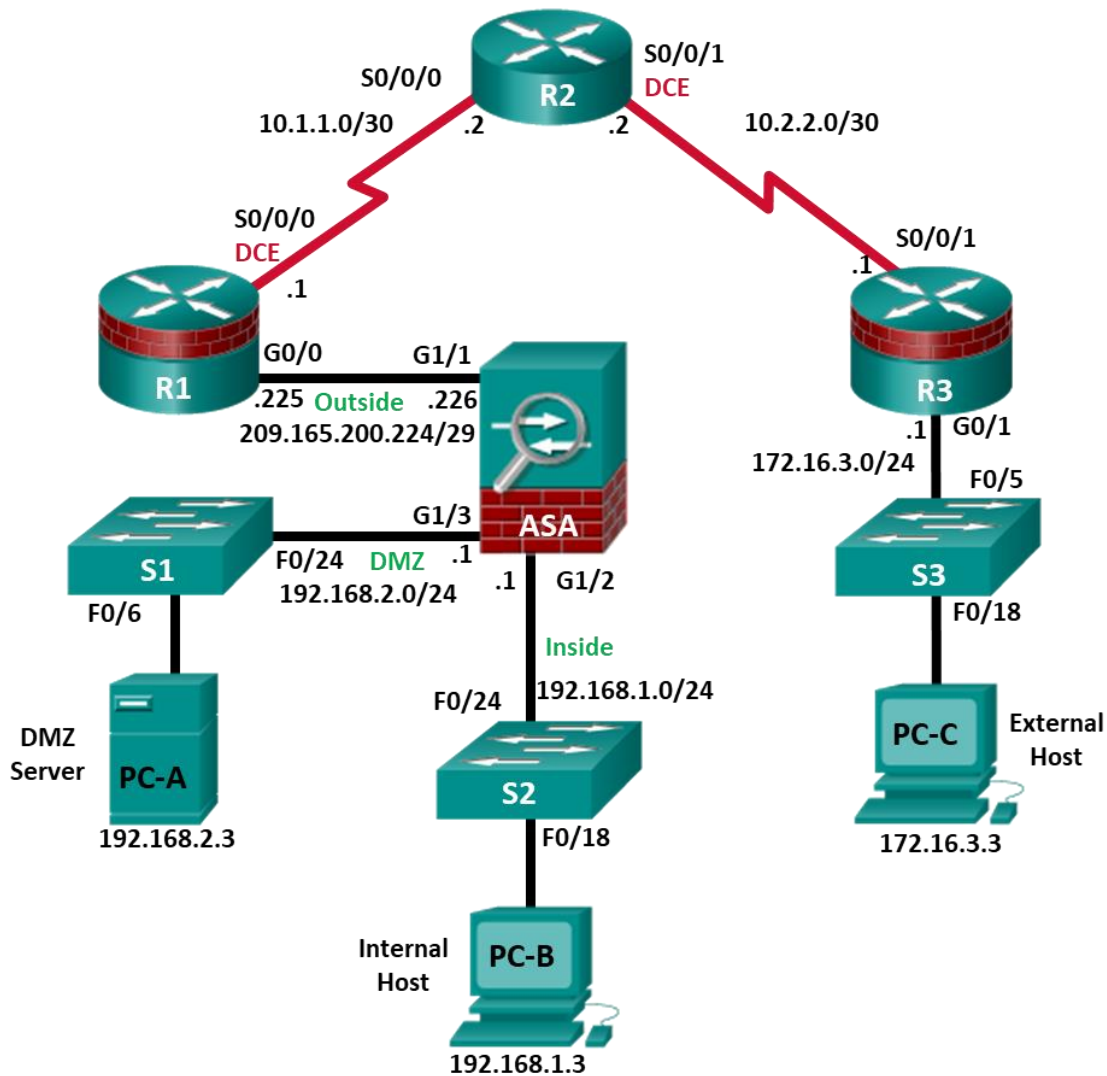 S0/0/1
S0/0/0
DCE
R2
10.1.1.0/30
.2
.2
10.2.2.0/30
S0/0/0
DCE
S0/0/1
.1
.1
R1
G0/0
G1/1
R3
.225
Outside
.226
209.165.200.224/29
.1
G0/1
172.16.3.0/24
F0/5
G1/3
ASA
S1
F0/24
DMZ
.1
192.168.2.0/24
.1
G1/2
S3
F0/6
F0/18
Inside
192.168.1.0/24
F0/24
DMZ
Server
PC-A
192.168.2.3
S2
PC-C
External
Host
172.16.3.3
F0/18
Internal
Host
PC-B
192.168.1.3